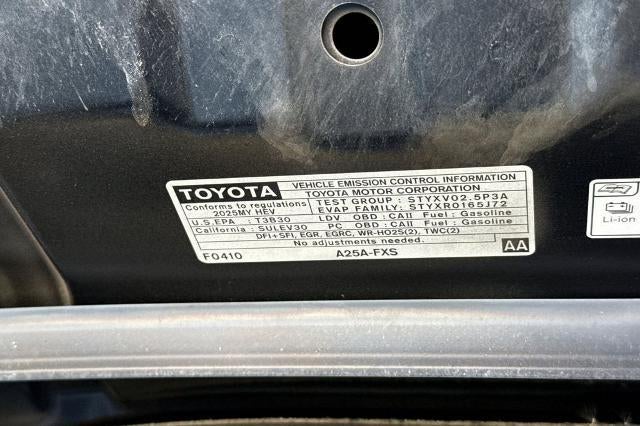 TOYOTA
VEHICLE EMISSION CONTROL INFORMATION
TOYOTA MOTOR CORPORATION
Conforms to regulations
2025MY HEV
TEST GROUP : STYXV02.5P3A
EVAP FAMILY: STYXR0165J72
U.S.EPA : T3B30 LDV OBD : CAII Fuel : Gasoline
California : SULEV30 PC OBD : CAII Fuel : Gasoline
DFI+SFI, EGR, EGRC, WR-HO2S(2), TWC(2)
No adjustments needed.
F0410 A25A-FXS AA
Li-ion